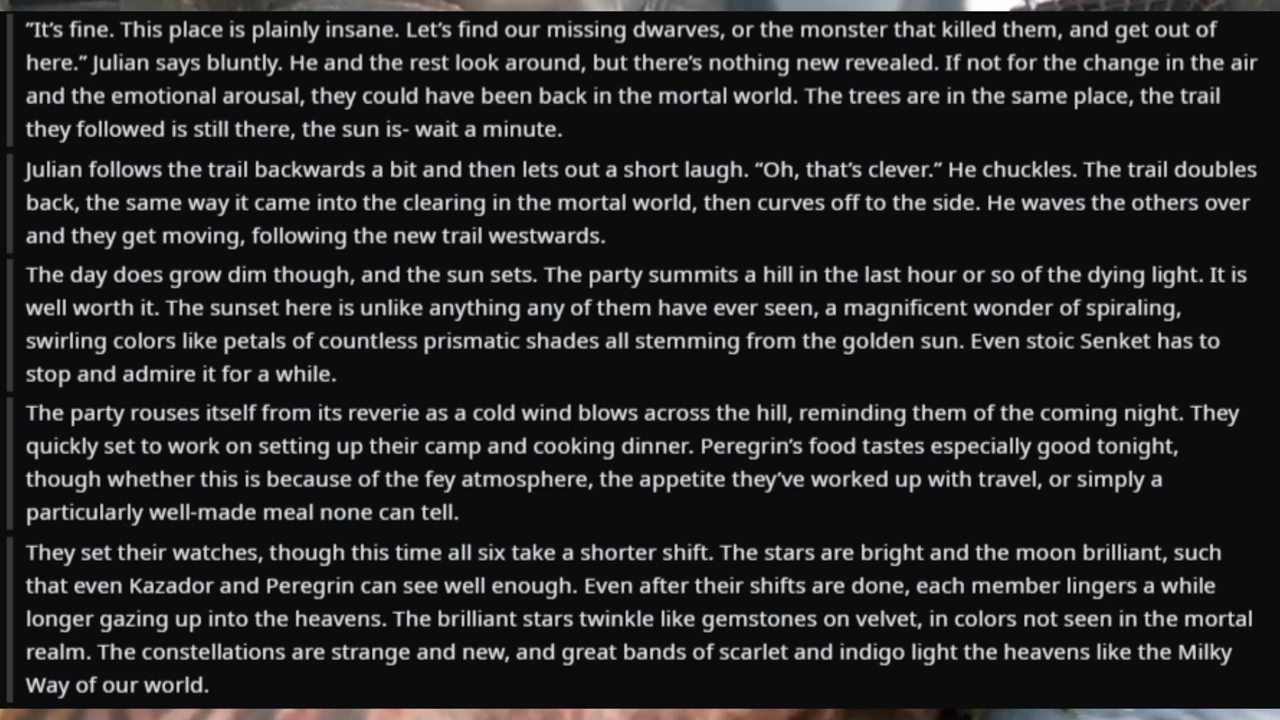 ”It’s fine. This place is plainly insane. Let’s find our missing dwarves, or the monster that killed them, and get out of
here.” Julian says bluntly. He and the rest look around, but there’s nothing new revealed. If not for the change in the air
and the emotional arousal, they could have been back in the mortal world. The trees are in the same place, the trail
they followed is still there, the sun is- wait a minute.
Julian follows the trail backwards a bit and then lets out a short laugh. “Oh, that’s clever.” He chuckles. The trail doubles
back, the same way it came into the clearing in the mortal world, then curves off to the side. He waves the others over
and they get moving, following the new trail westwards.
The day does grow dim though, and the sun sets. The party summits a hill in the last hour or so of the dying light. It is
well worth it. The sunset here is unlike anything any of them have ever seen, a magnificent wonder of spiraling,
swirling colors like petals of countless prismatic shades all stemming from the golden sun. Even stoic Senket has to
stop and admire it for a while.
The party rouses itself from its reverie as a cold wind blows across the hill, reminding them of the coming night. They
quickly set to work on setting up their camp and cooking dinner. Peregrin’s food tastes especially good tonight,
though whether this is because of the fey atmosphere, the appetite they’ve worked up with travel, or simply a
particularly well-made meal none can tell.
They set their watches, though this time all six take a shorter shift. The stars are bright and the moon brilliant, such
that even Kazador and Peregrin can see well enough. Even after their shifts are done, each member lingers a while
longer gazing up into the heavens. The brilliant stars twinkle like gemstones on velvet, in colors not seen in the mortal
realm. The constellations are strange and new, and great bands of scarlet and indigo light the heavens like the Milky
Way of our world.